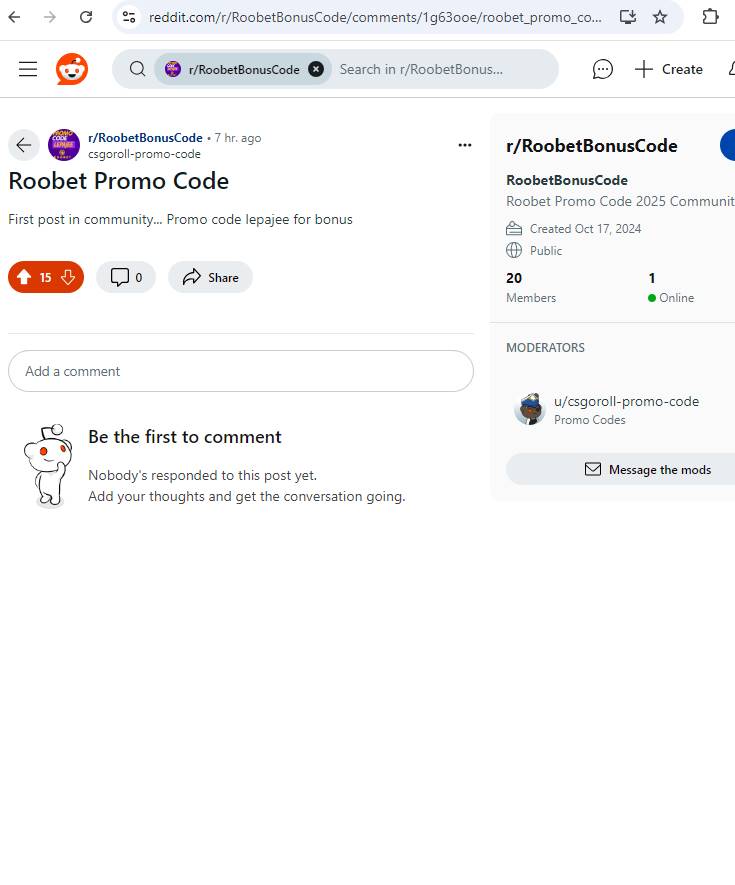 reddit.com/r/RoobetBonusCode/comments/1g63ooe/roobet_promo_co...
r/RoobetBonusCode
Search in r/RoobetBonus...
Create
r/RoobetBonusCode • 7 hr. ago
csgoroll-promo-code
Roobet Promo Code
First post in community... Promo code lepajee for bonus
15
0
Share
Add a comment
Be the first to comment
Nobody's responded to this post yet.
Add your thoughts and get the conversation going.
r/RoobetBonusCode
RoobetBonusCode
Roobet Promo Code 2025 Communit
Created Oct 17, 2024
Public
20 1
Members Online
MODERATORS
u/csgoroll-promo-code
Promo Codes
Message the mods